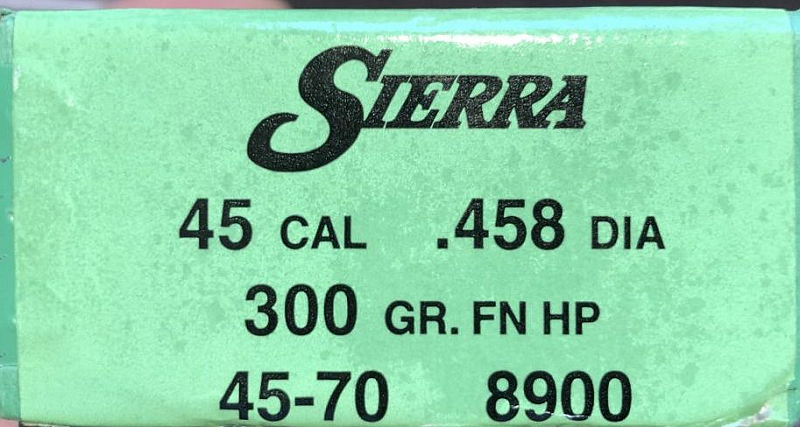 SIERRA
45 CAL .458 DIA
300 GR. FN HP
45-70 8900